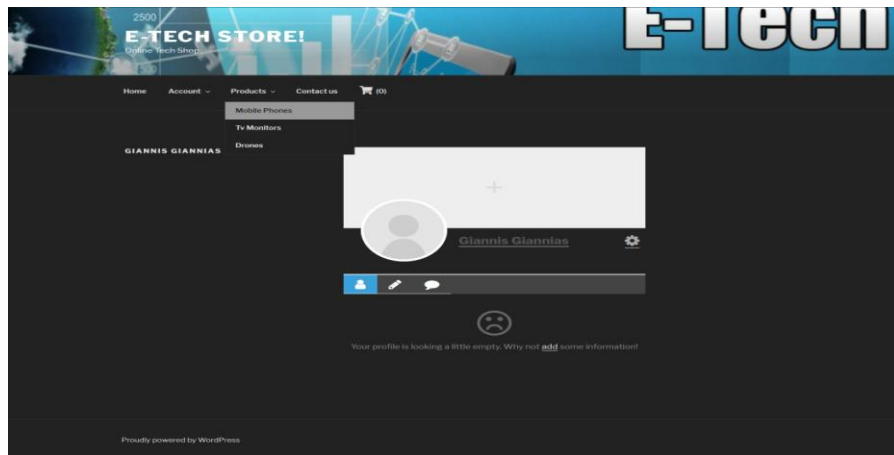 2500
E-TECH STORE!
Online Tech Shop
500
E-Tech
Home Account Products Contact us (0)
Mobile Phones
Tv Monitors
Drones
GIANNIS GIANNIAS
Giannis Giannias
Your profile is looking a little empty. Why not add some information!
Proudly powered by WordPress